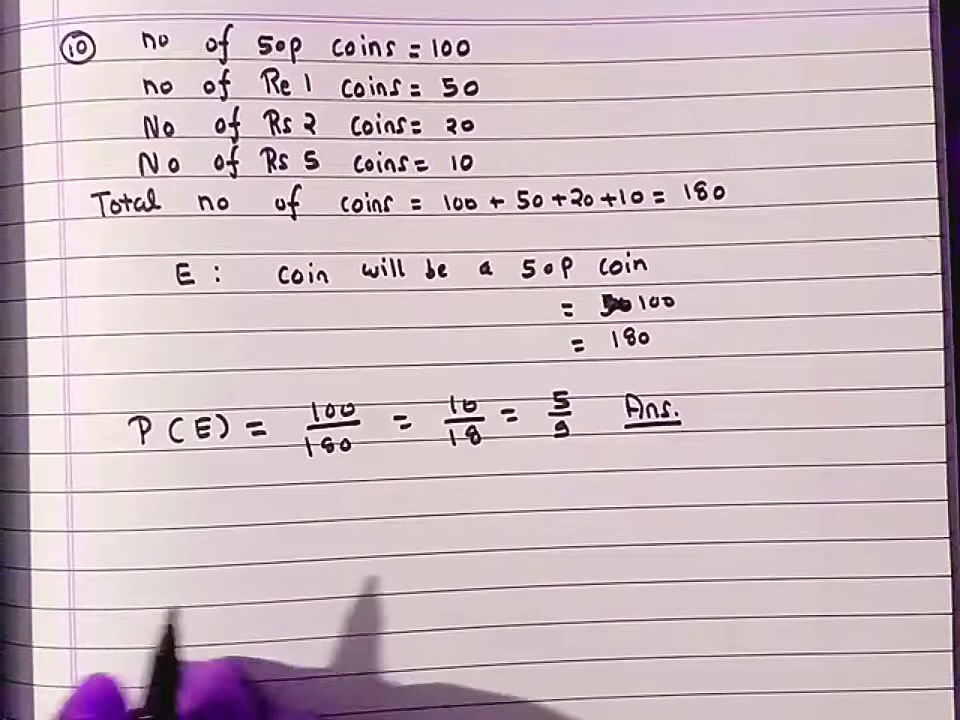 10 no of 50p coins = 100
no of Re 1 coins = 50
No of Rs 2 coins = 20
No of Rs 5 coins = 10
Total no of coins = 100 + 50 + 20 + 10 = 180
E : coin will be a 50p coin
= 100
= 180
P (E) = 100/180 = 10/18 = 5/9 Ans.